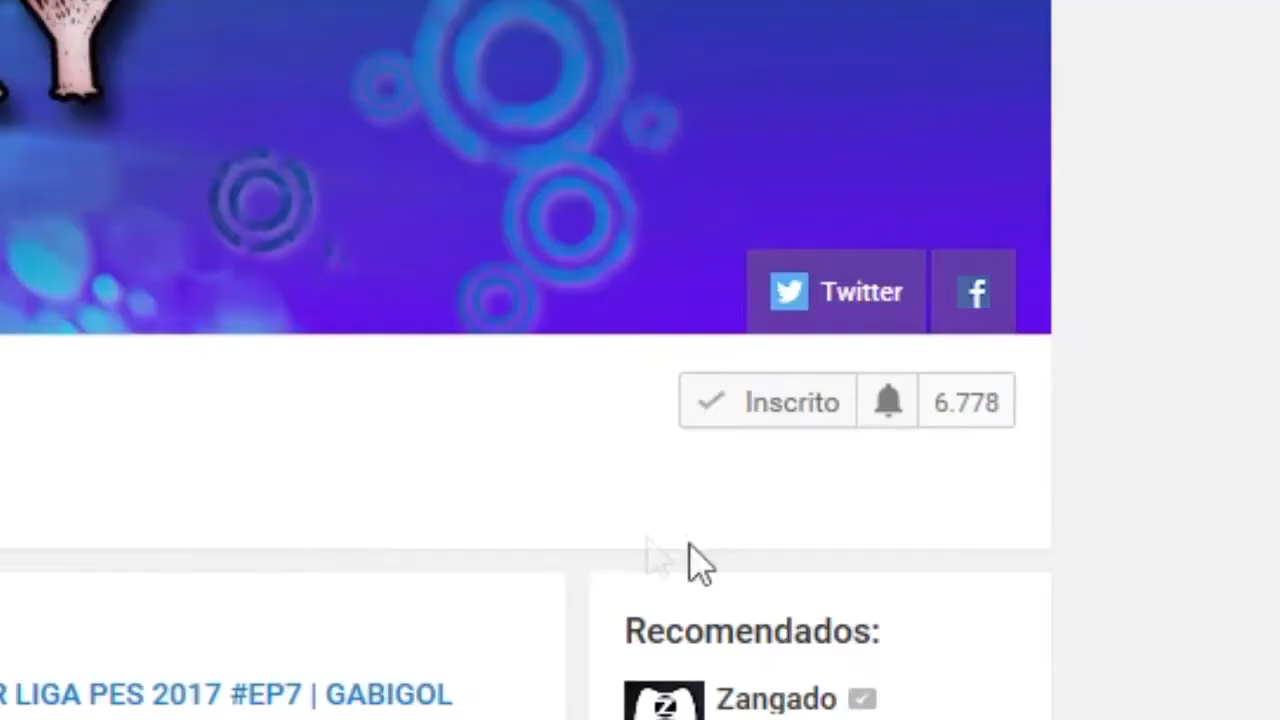 Y
Twitter
Inscrito 6.778
Recomendados:
R LIGA PES 2017 #EP7 | GABIGOL
Zangado